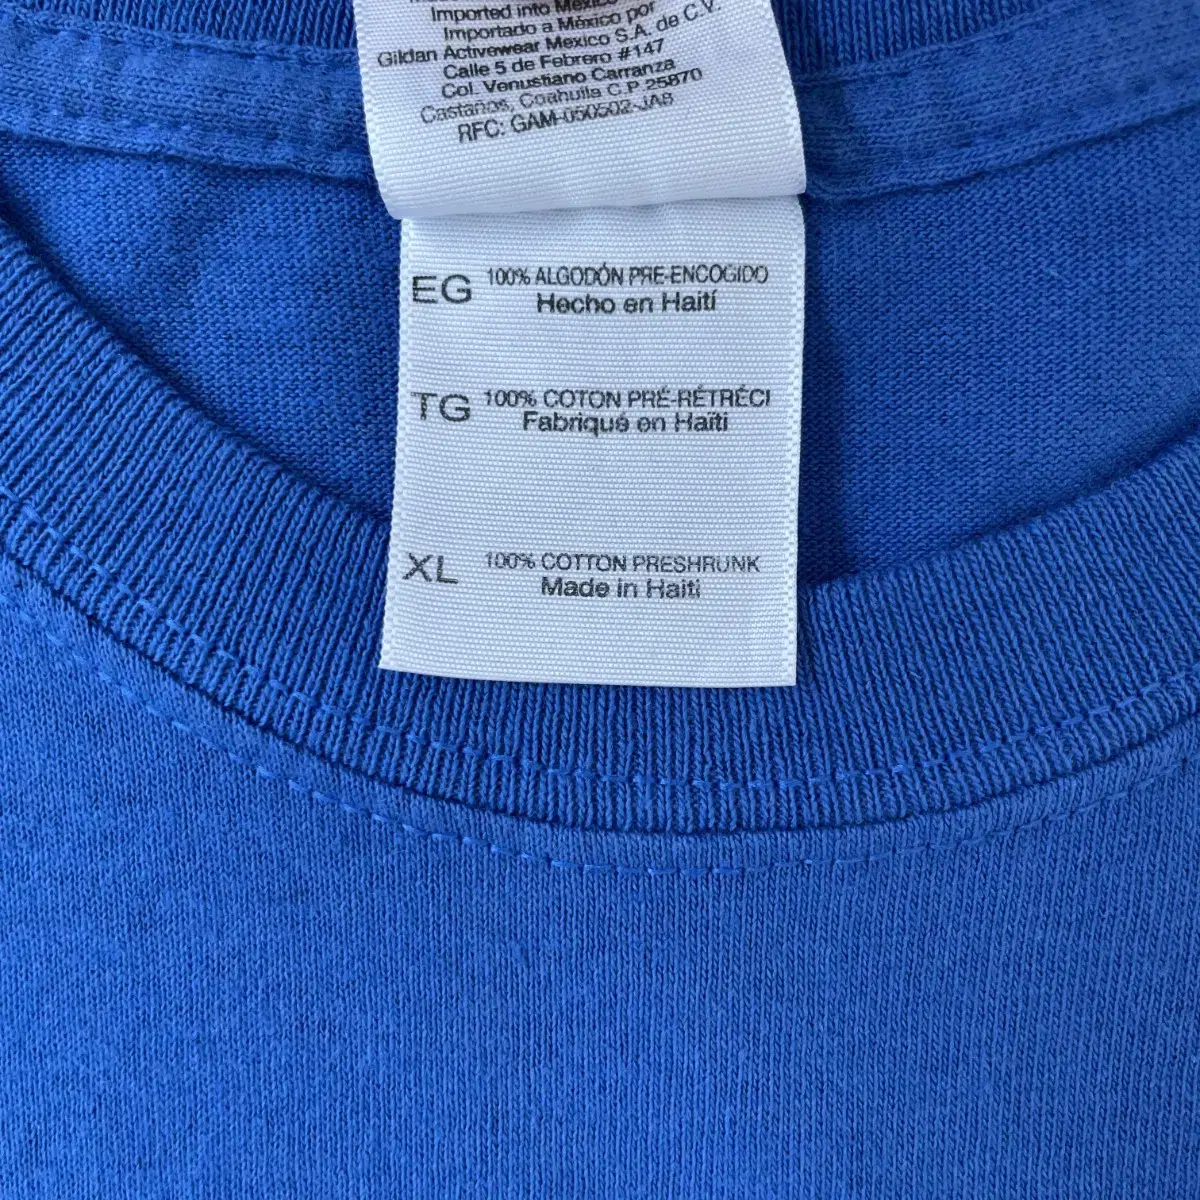 Imported into Mexico
Importado a México por
Gildan Activewear Mexico S.A. de C.V.
Calle 5 de Febrero #147
Col. Venustiano Carranza
Castaños, Coahuila C.P 25870
RFC: GAM-050502-JA8
EG 100% ALGODÓN PRE-ENCOGIDO
Hecho en Haití
TG 100% COTON PRÉ-RÉTRÉCI
Fabriqué en Haïti
XL 100% COTTON PRESHRUNK
Made in Haiti